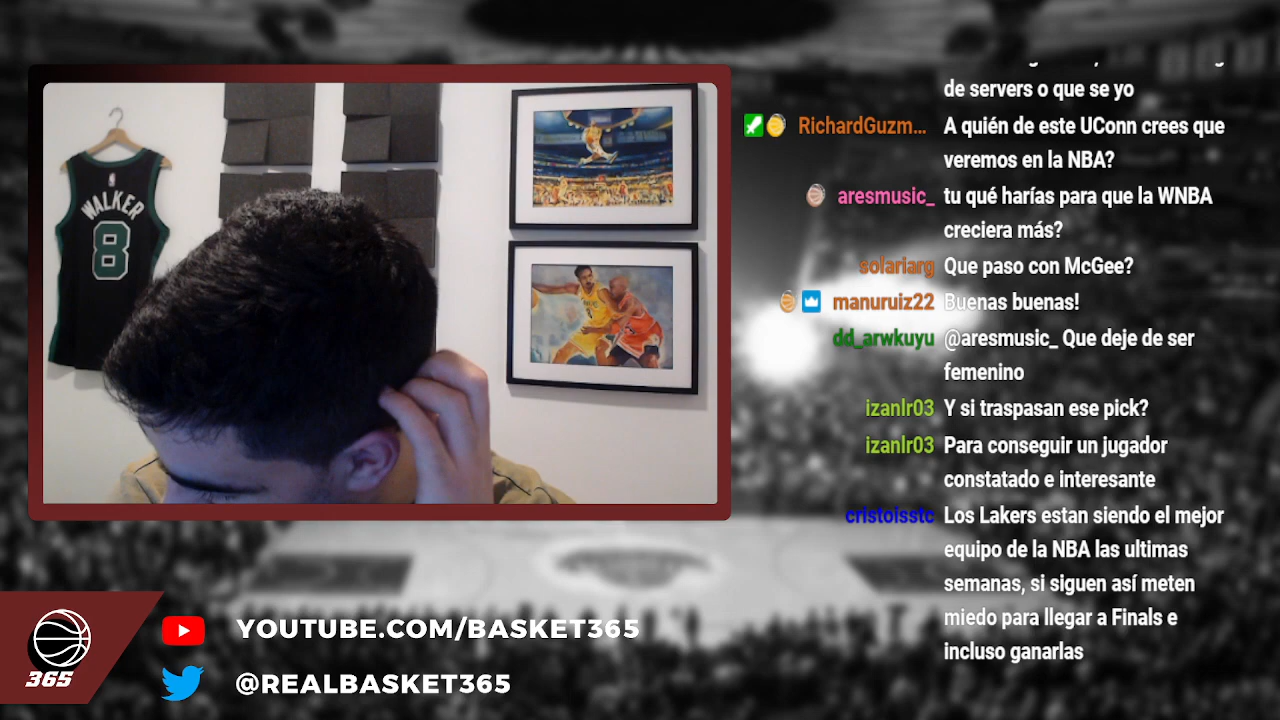 WALKER
8
de servers o que se yo
RichardGuzm... A quién de este UConn crees que
veremos en la NBA?
aresmusic_ tu qué harías para que la WNBA
creciera más?
solariarg Que paso con McGee?
manuruiz22 Buenas buenas!
dd_arwkuyu @aresmusic_ Que deje de ser
femenino
izanlr03 Y si traspasan ese pick?
izanlr03 Para conseguir un jugador
constatado e interesante
cristoisstc Los Lakers estan siendo el mejor
equipo de la NBA las ultimas
semanas, si siguen así meten
miedo para llegar a Finals e
incluso ganarlas
365
YOUTUBE.COM/BASKET365
@REALBASKET365